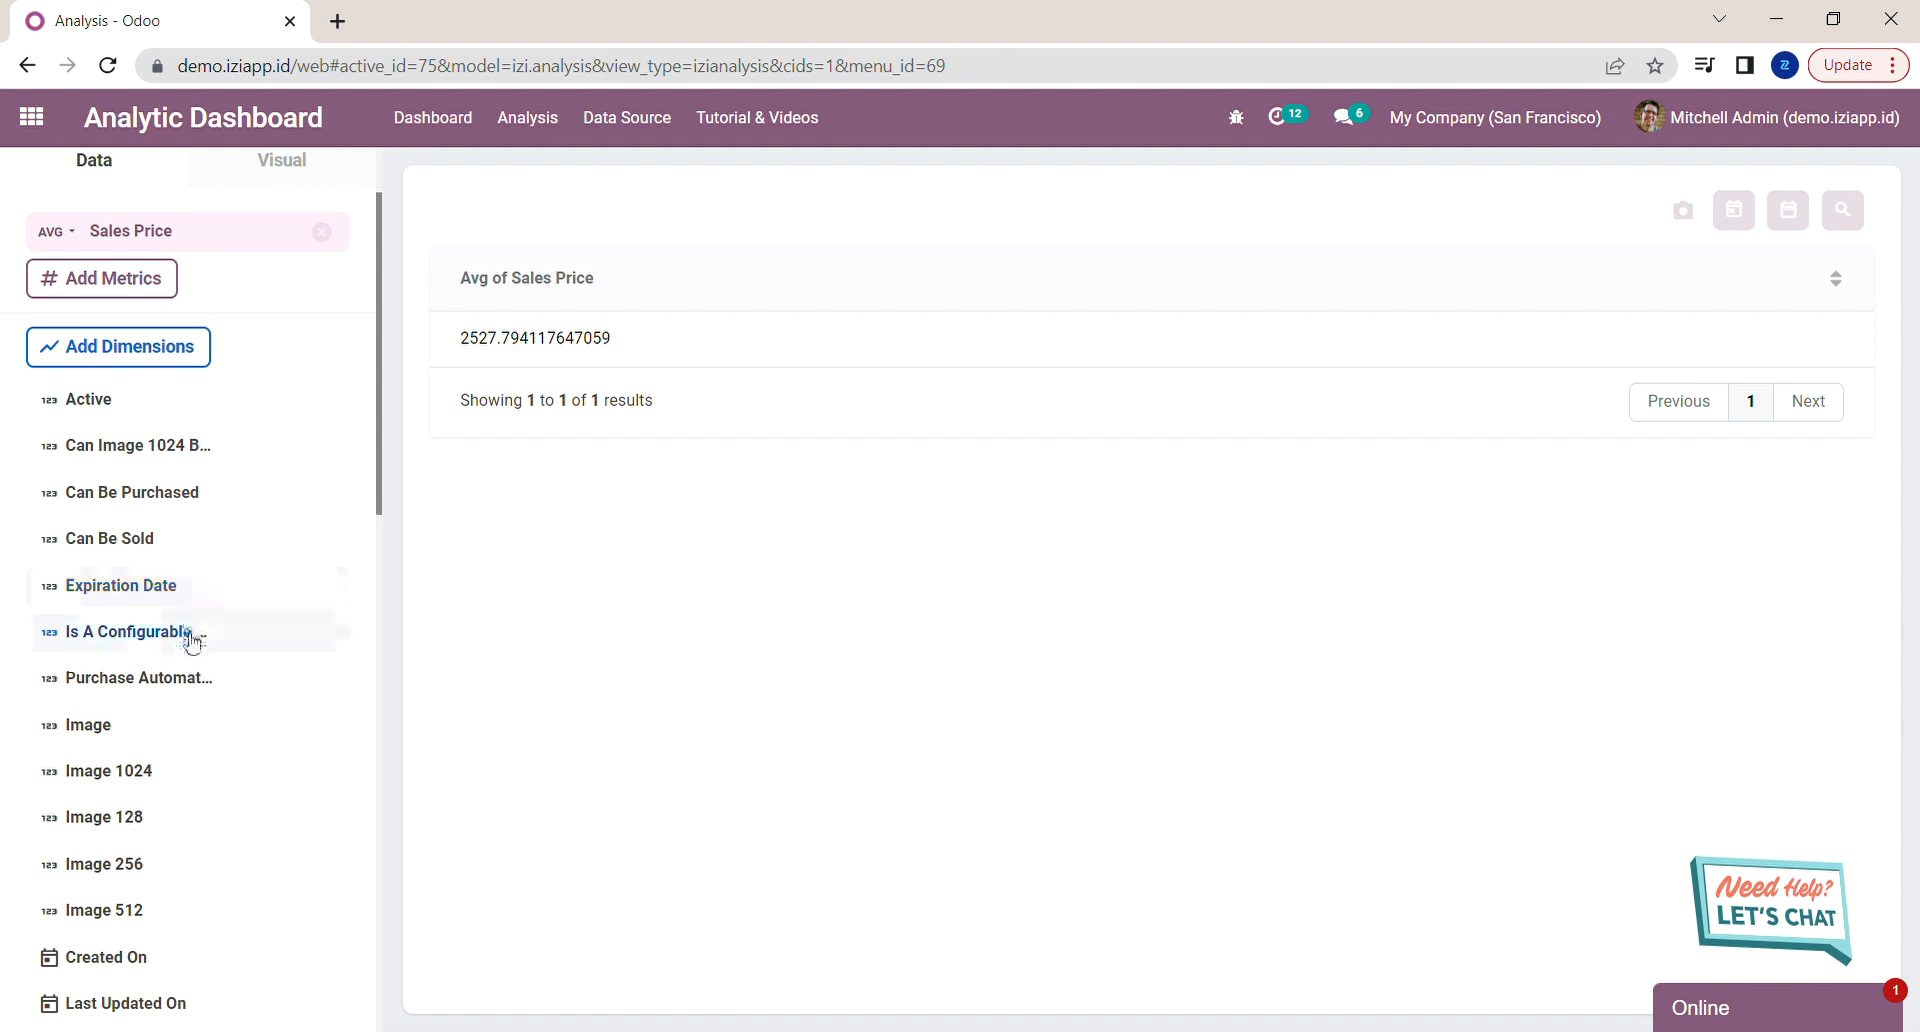 Analysis - Odoo
demo.iziapp.id/web#active_id=75&model=izi.analysis&view_type=izianalysis&cids=1&menu_id=69
Z
Update
Analytic Dashboard
Dashboard
Analysis
Data Source
Tutorial & Videos
12
6
My Company (San Francisco)
Mitchell Admin (demo.iziapp.id)
Data
Visual
AVG
Sales Price
# Add Metrics
Add Dimensions
123 Active
123 Can Image 1024 B...
123 Can Be Purchased
123 Can Be Sold
123 Expiration Date
123 Is A Configurable...
123 Purchase Automat...
123 Image
123 Image 1024
123 Image 128
123 Image 256
123 Image 512
Created On
Last Updated On
Avg of Sales Price
2527.794117647059
Showing 1 to 1 of 1 results
Previous
1
Next
Need Help?
LET'S CHAT
1
Online